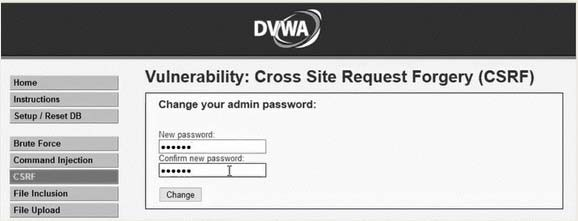 DVWA
Vulnerability: Cross Site Request Forgery (CSRF)
Home
Instructions
Setup / Reset DB
Brute Force
Command Injection
CSRF
File Inclusion
File Upload
Change your admin password:
New password:
••••••
Confirm new password:
••••••
Change